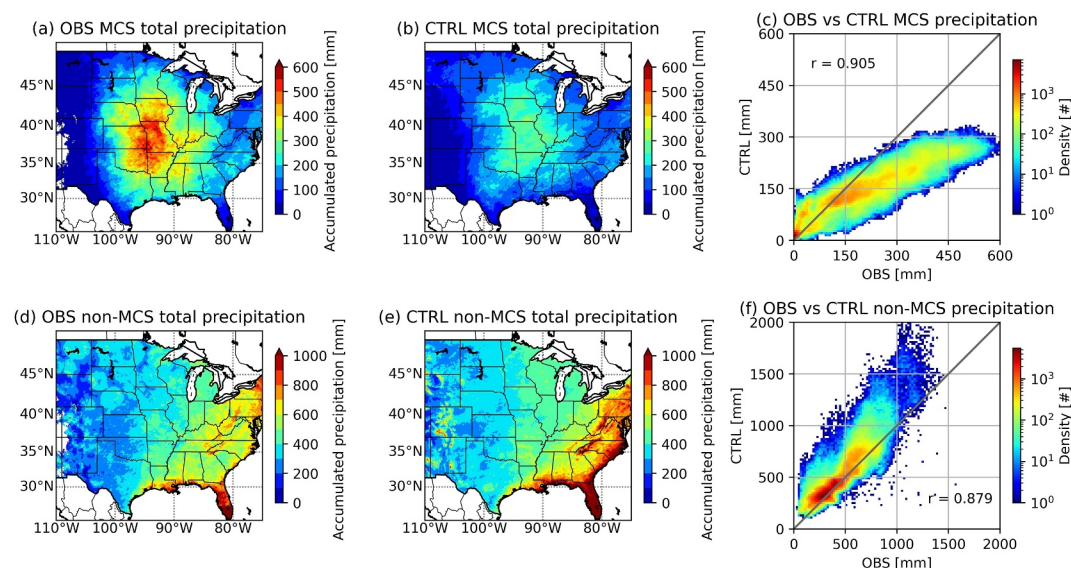 (a) OBS MCS total precipitation
45°N
40°N
35°N
30°N
110°W
100°W
90°W
80°W
600
500
400
300
200
100
0
Accumulated precipitation [mm]
(b) CTRL MCS total precipitation
45°N
40°N
35°N
30°N
110°W
100°W
90°W
80°W
600
500
400
300
200
100
0
Accumulated precipitation [mm]
(c) OBS vs CTRL MCS precipitation
r = 0.905
600
450
300
150
0
CTRL [mm]
0
150
300
450
600
OBS [mm]
10³
10²
10¹
10⁰
Density [#]
(d) OBS non-MCS total precipitation
45°N
40°N
35°N
30°N
110°W
100°W
90°W
80°W
1000
800
600
400
200
0
Accumulated precipitation [mm]
(e) CTRL non-MCS total precipitation
45°N
40°N
35°N
30°N
110°W
100°W
90°W
80°W
1000
800
600
400
200
0
Accumulated precipitation [mm]
(f) OBS vs CTRL non-MCS precipitation
r = 0.879
2000
1500
1000
500
0
CTRL [mm]
0
500
1000
1500
2000
OBS [mm]
10³
10²
10¹
10⁰
Density [#]